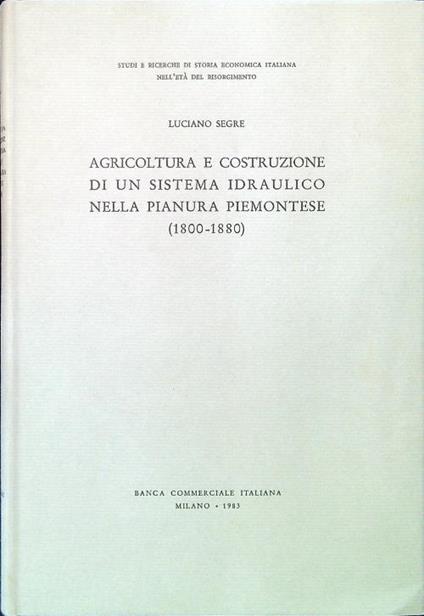 STUDI E RICERCHE DI STORIA ECONOMICA ITALIANA
NELL'ETÀ DEL RISORGIMENTO
LUCIANO SEGRE
AGRICOLTURA E COSTRUZIONE
DI UN SISTEMA IDRAULICO
NELLA PIANURA PIEMONTESE
(1800-1880)
BANCA COMMERCIALE ITALIANA
MILANO • 1983